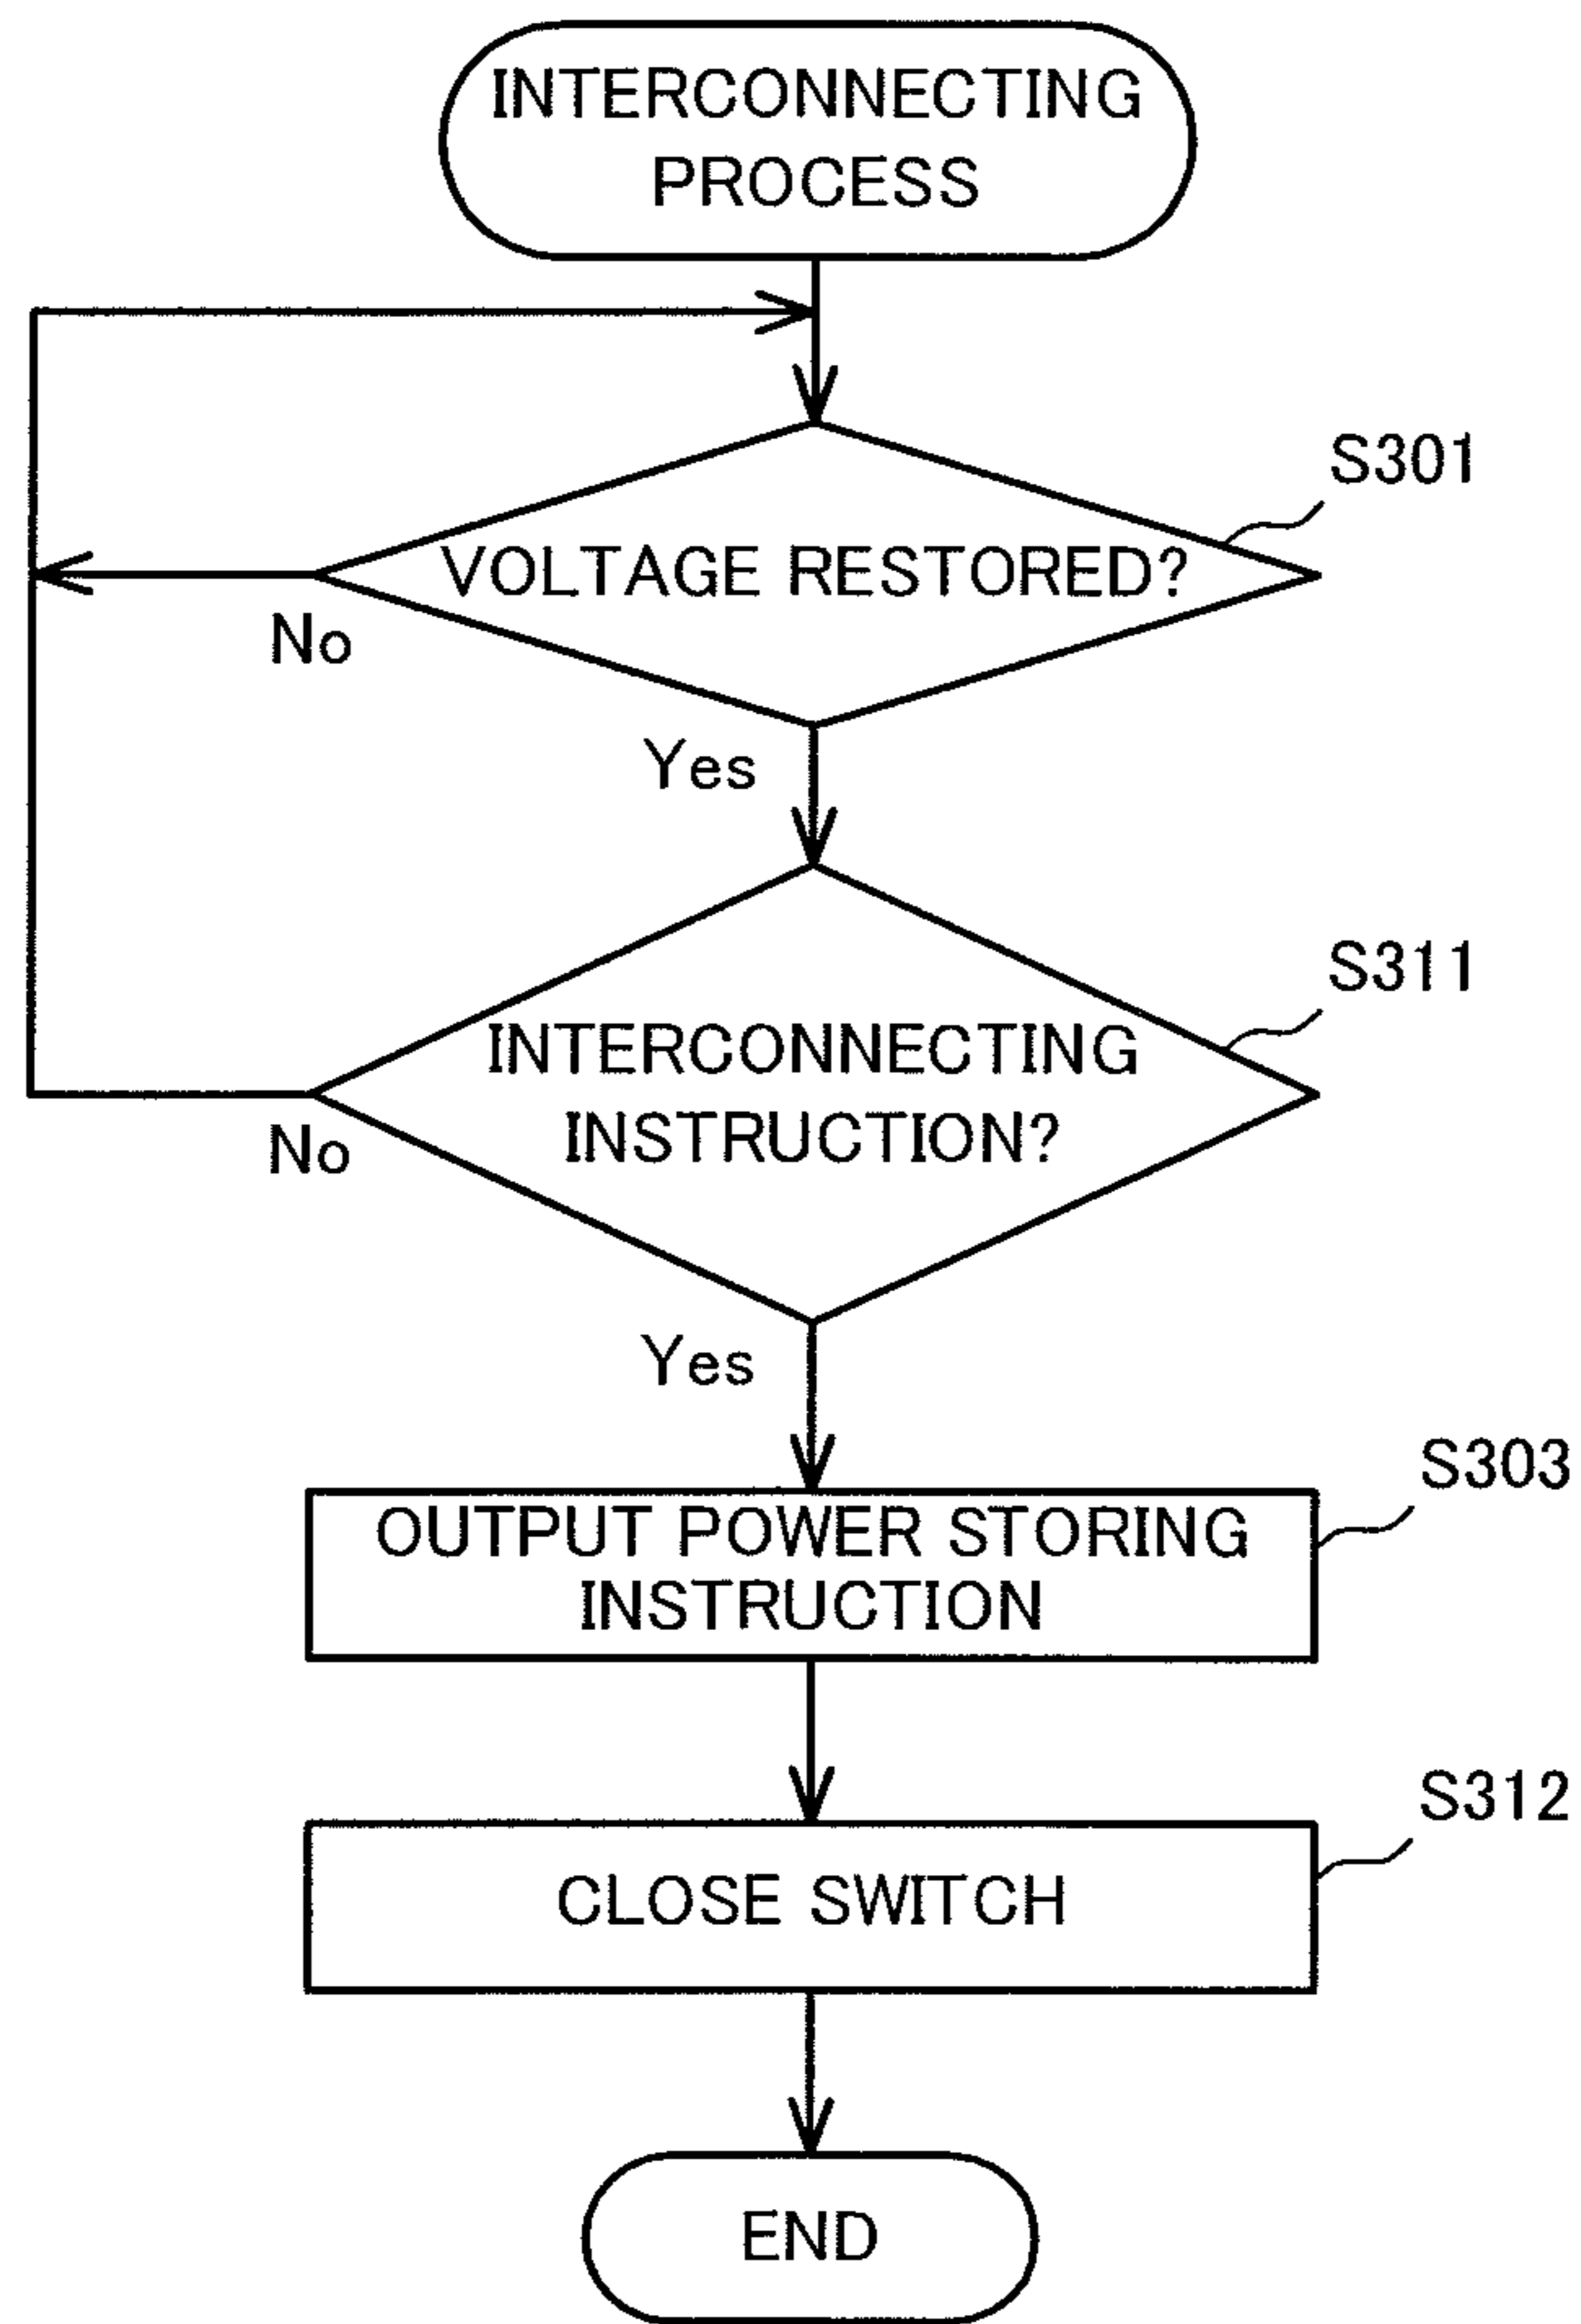 INTERCONNECTING
PROCESS
S301
VOLTAGE RESTORED?
No
Yes
S311
INTERCONNECTING
INSTRUCTION?
No
Yes
S303
OUTPUT POWER STORING
INSTRUCTION
S312
CLOSE SWITCH
END